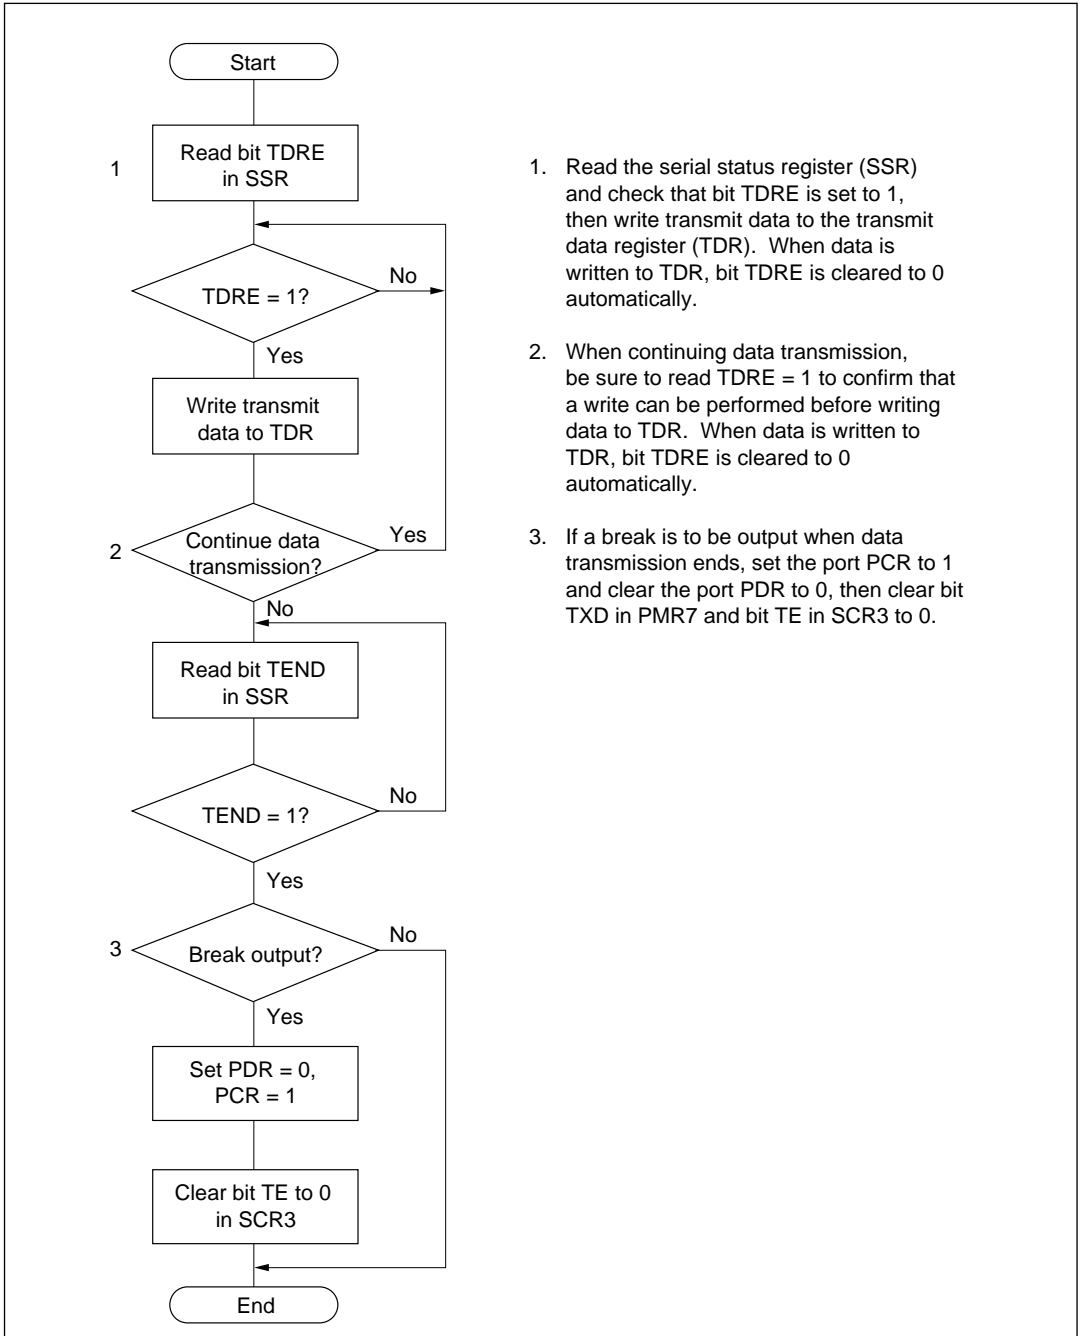 Start
1
Read bit TDRE
in SSR
TDRE = 1?
No
Yes
Write transmit
data to TDR
2
Continue data
transmission?
Yes
No
Read bit TEND
in SSR
TEND = 1?
No
Yes
3
Break output?
No
Yes
Set PDR = 0,
PCR = 1
Clear bit TE to 0
in SCR3
End
1. Read the serial status register (SSR)
and check that bit TDRE is set to 1,
then write transmit data to the transmit
data register (TDR). When data is
written to TDR, bit TDRE is cleared to 0
automatically.
2. When continuing data transmission,
be sure to read TDRE = 1 to confirm that
a write can be performed before writing
data to TDR. When data is written to
TDR, bit TDRE is cleared to 0
automatically.
3. If a break is to be output when data
transmission ends, set the port PCR to 1
and clear the port PDR to 0, then clear bit
TXD in PMR7 and bit TE in SCR3 to 0.